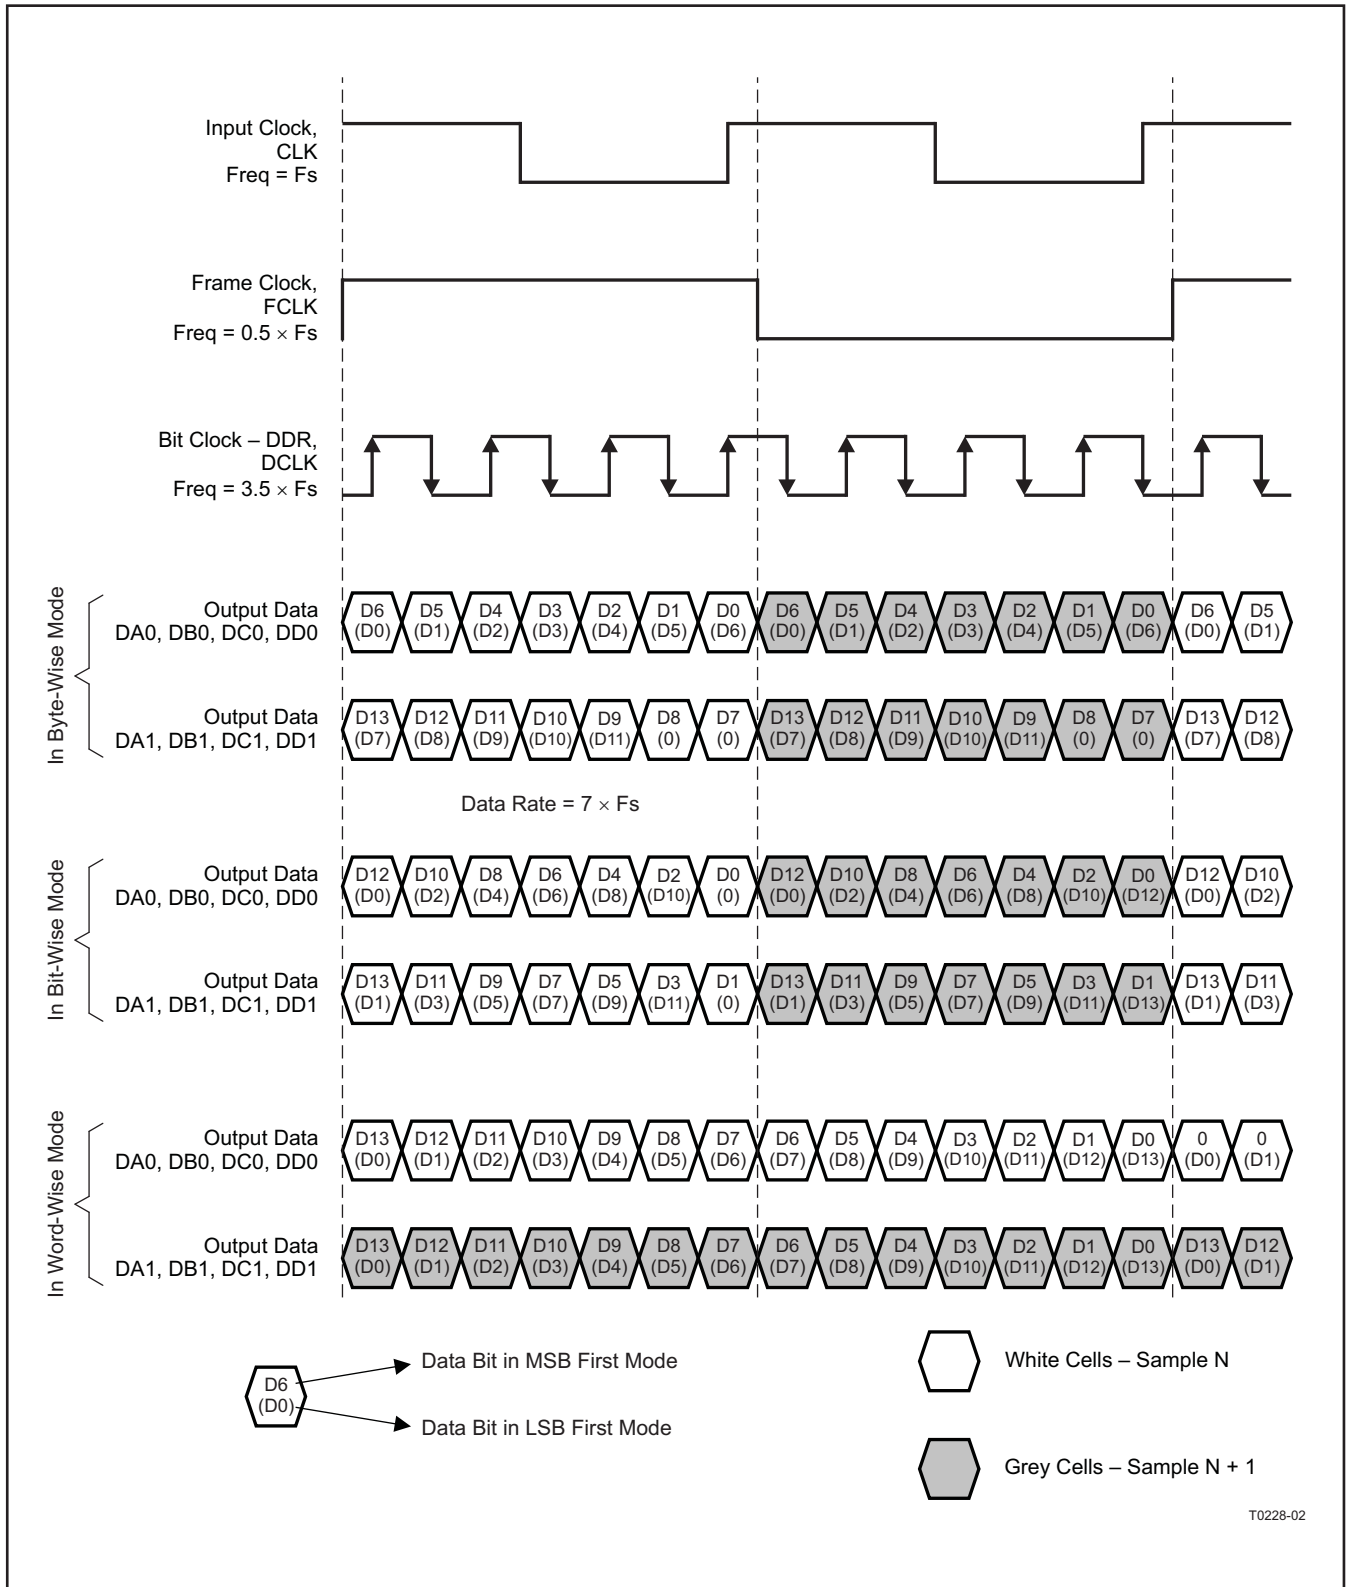 Input Clock,
CLK
Freq = Fs
Frame Clock,
FCLK
Freq = 0.5 × Fs
Bit Clock – DDR,
DCLK
Freq = 3.5 × Fs
In Byte-Wise Mode
Output Data
DA0, DB0, DC0, DD0
D6 D5 D4 D3 D2 D1 D0 D6 D5 D4 D3 D2 D1 D0 D6 D5
(D0) (D1) (D2) (D3) (D4) (D5) (D6) (D0) (D1) (D2) (D3) (D4) (D5) (D6) (D0) (D1)
Output Data
DA1, DB1, DC1, DD1
D13 D12 D11 D10 D9 D8 D7 D13 D12 D11 D10 D9 D8 D7 D13 D12
(D7) (D8) (D9) (D10) (D11) (0) (0) (D7) (D8) (D9) (D10) (D11) (0) (0) (D7) (D8)
Data Rate = 7 × Fs
In Bit-Wise Mode
Output Data
DA0, DB0, DC0, DD0
D12 D10 D8 D6 D4 D2 D0 D12 D10 D8 D6 D4 D2 D0 D12 D10
(D0) (D2) (D4) (D6) (D8) (D10) (0) (D0) (D2) (D4) (D6) (D8) (D10) (D12) (D0) (D2)
Output Data
DA1, DB1, DC1, DD1
D13 D11 D9 D7 D5 D3 D1 D13 D11 D9 D7 D5 D3 D1 D13 D11
(D1) (D3) (D5) (D7) (D9) (D11) (0) (D1) (D3) (D5) (D7) (D9) (D11) (D13) (D1) (D3)
In Word-Wise Mode
Output Data
DA0, DB0, DC0, DD0
D13 D12 D11 D10 D9 D8 D7 D6 D5 D4 D3 D2 D1 D0 0 0
(D0) (D1) (D2) (D3) (D4) (D5) (D6) (D7) (D8) (D9) (D10) (D11) (D12) (D13) (D0) (D1)
Output Data
DA1, DB1, DC1, DD1
D13 D12 D11 D10 D9 D8 D7 D6 D5 D4 D3 D2 D1 D0 D13 D12
(D0) (D1) (D2) (D3) (D4) (D5) (D6) (D7) (D8) (D9) (D10) (D11) (D12) (D13) (D0) (D1)
D6
(D0)
Data Bit in MSB First Mode
Data Bit in LSB First Mode
White Cells – Sample N
Grey Cells – Sample N + 1
T0228-02